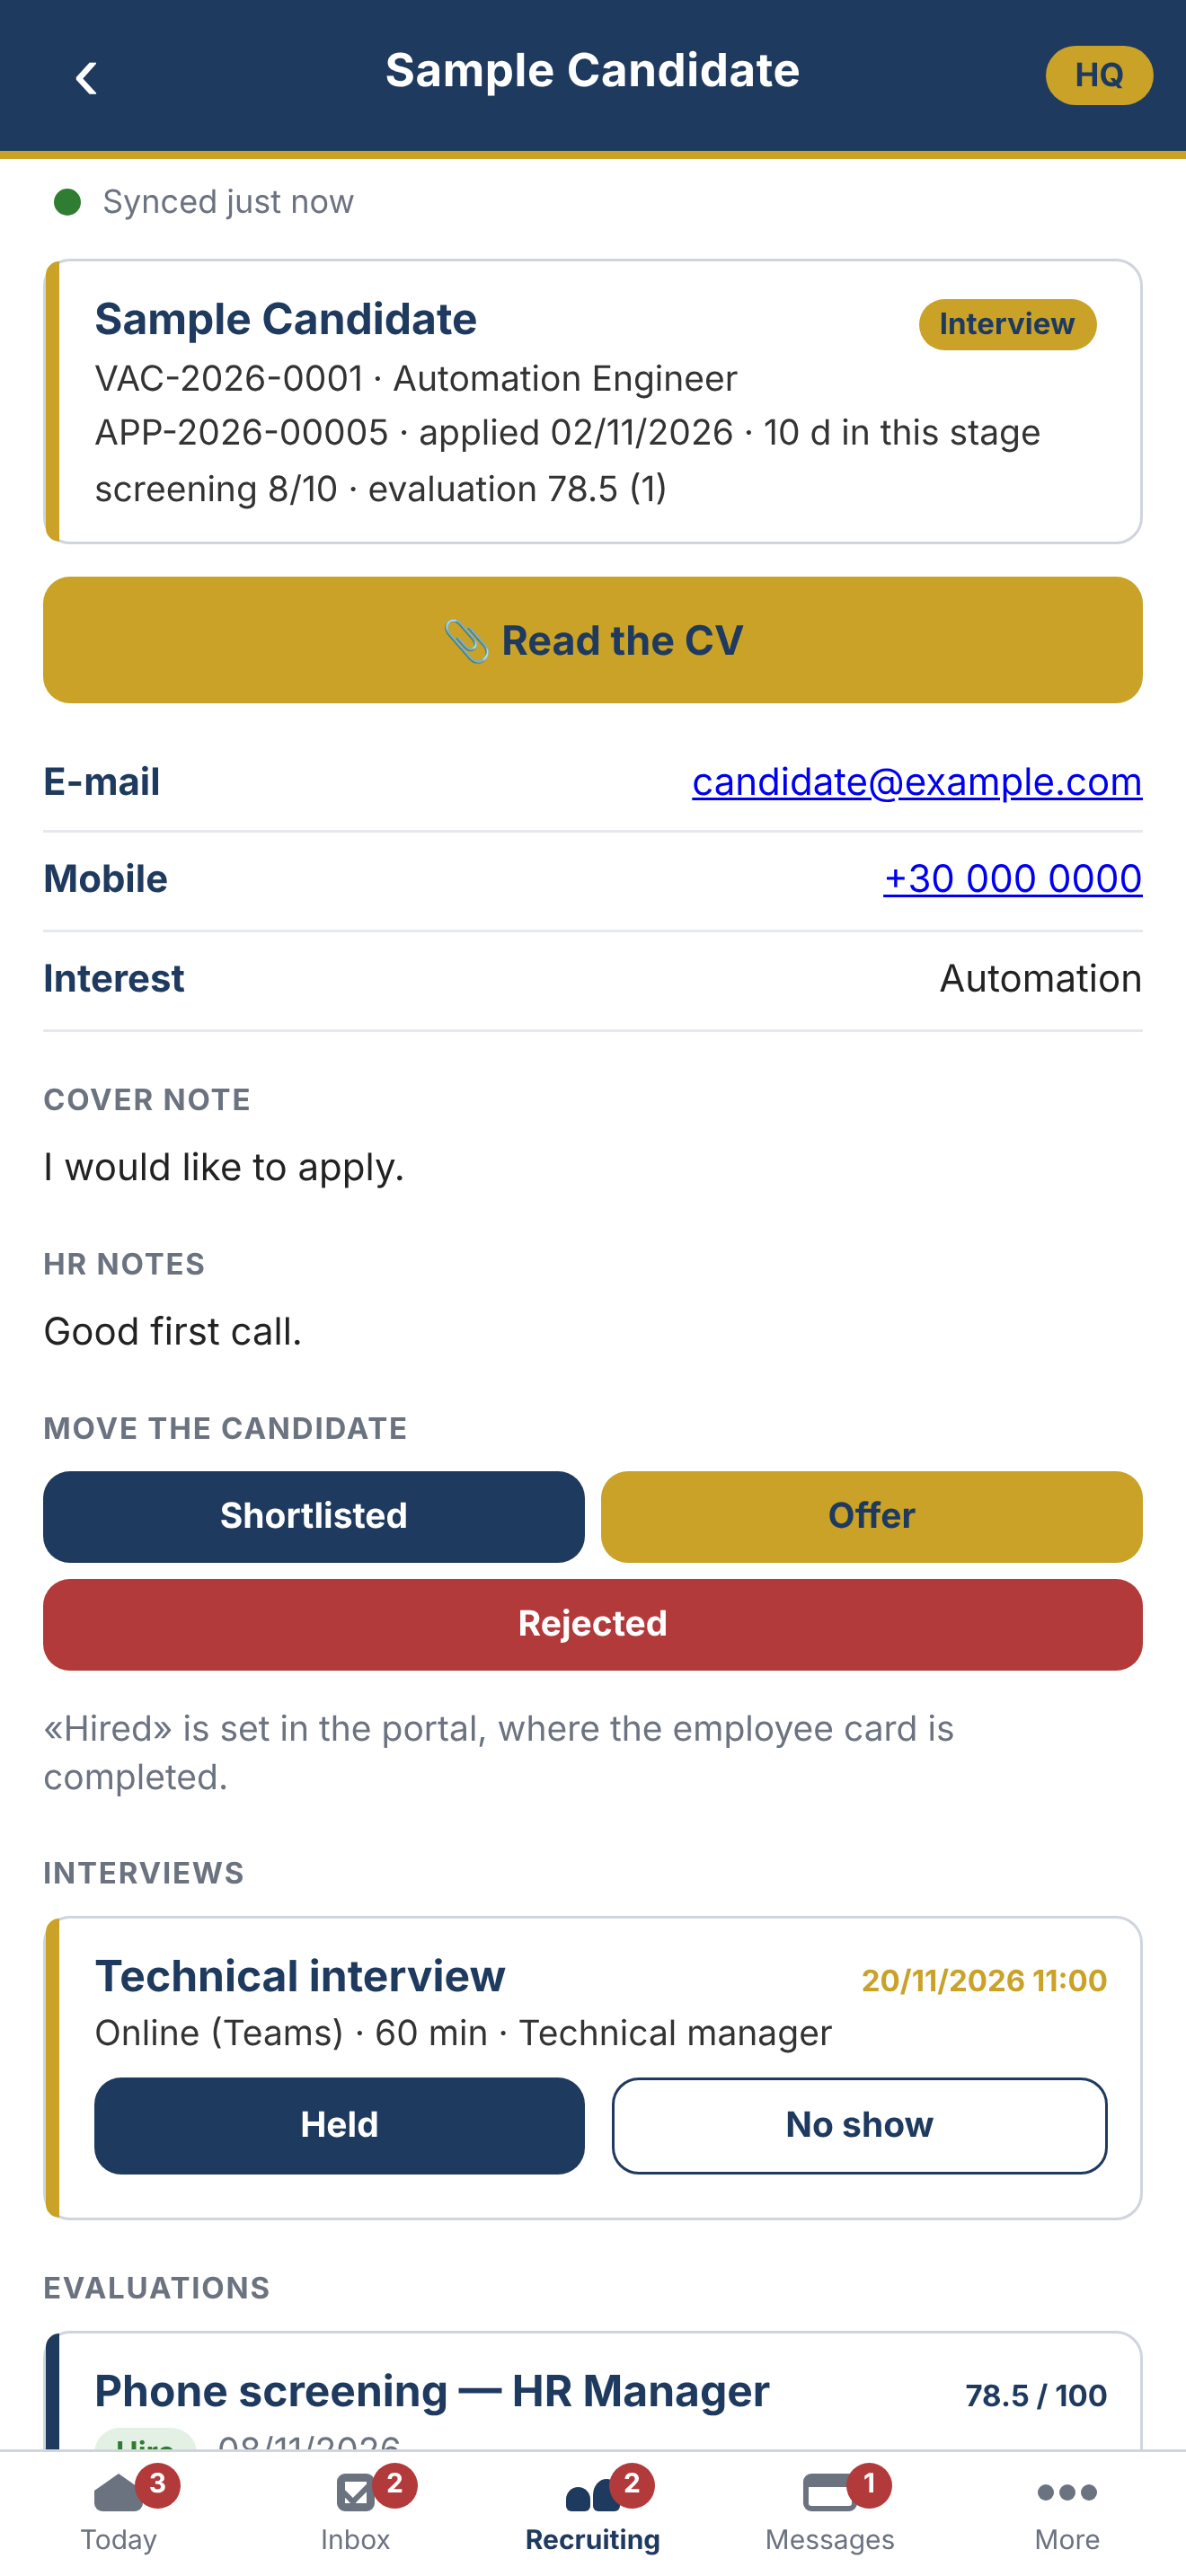 ‹
Sample Candidate
HQ
Synced just now
Sample Candidate
Interview
VAC-2026-0001 · Automation Engineer
APP-2026-00005 · applied 02/11/2026 · 10 d in this stage
screening 8/10 · evaluation 78.5 (1)
📎 Read the CV
E-mail
candidate@example.com
Mobile
+30 000 0000
Interest
Automation
COVER NOTE
I would like to apply.
HR NOTES
Good first call.
MOVE THE CANDIDATE
Shortlisted
Offer
Rejected
«Hired» is set in the portal, where the employee card is
completed.
INTERVIEWS
Technical interview
20/11/2026 11:00
Online (Teams) · 60 min · Technical manager
Held
No show
EVALUATIONS
Phone screening — HR Manager
78.5 / 100
Hire
08/11/2026
3
2
2
1
Today
Inbox
Recruiting
Messages
More